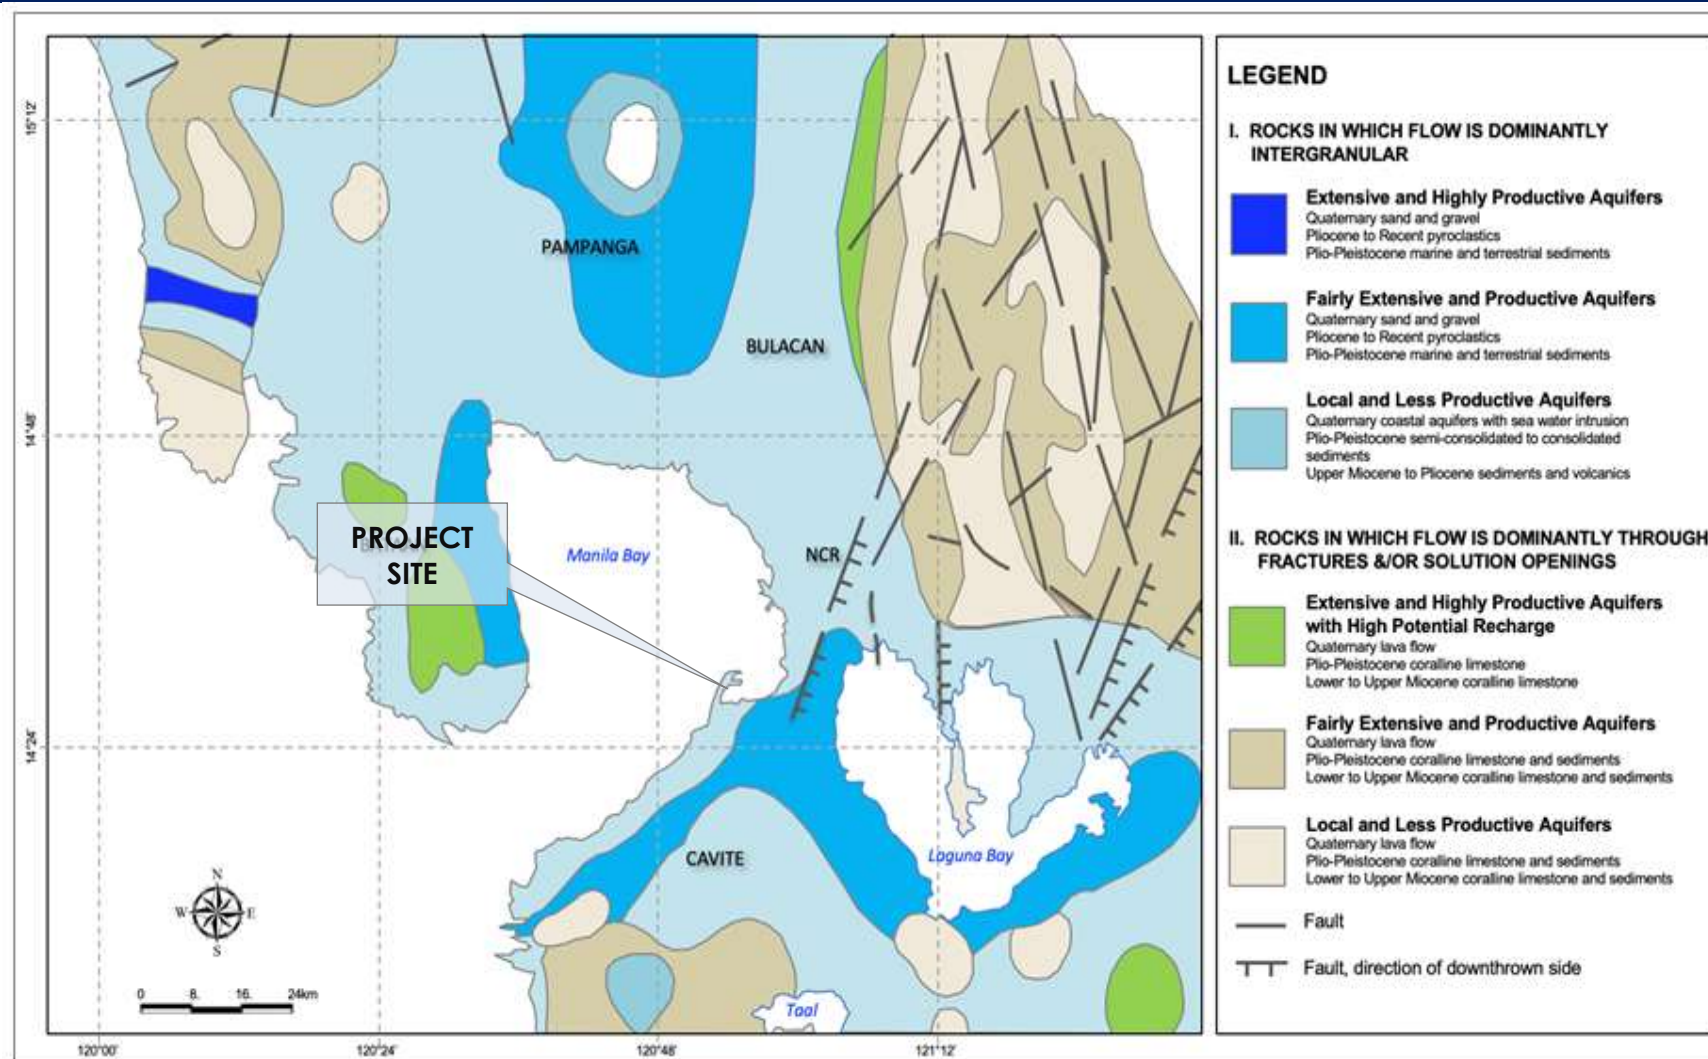 15°12'
14°48'
14°24'
120°00'
120°24'
120°48'
121°12'
PAMPANGA
BULACAN
PROJECT
SITE
Manila Bay
NCR
CAVITE
Laguna Bay
Taal
N
W
E
S
0 8. 16. 24km
LEGEND
I. ROCKS IN WHICH FLOW IS DOMINANTLY
INTERGRANULAR
Extensive and Highly Productive Aquifers
Quaternary sand and gravel
Pliocene to Recent pyroclastics
Plio-Pleistocene marine and terrestrial sediments
Fairly Extensive and Productive Aquifers
Quaternary sand and gravel
Pliocene to Recent pyroclastics
Plio-Pleistocene marine and terrestrial sediments
Local and Less Productive Aquifers
Quaternary coastal aquifers with sea water intrusion
Plio-Pleistocene semi-consolidated to consolidated
sediments
Upper Miocene to Pliocene sediments and volcanics
II. ROCKS IN WHICH FLOW IS DOMINANTLY THROUGH
FRACTURES &/OR SOLUTION OPENINGS
Extensive and Highly Productive Aquifers
with High Potential Recharge
Quaternary lava flow
Plio-Pleistocene coralline limestone
Lower to Upper Miocene coralline limestone
Fairly Extensive and Productive Aquifers
Quaternary lava flow
Plio-Pleistocene coralline limestone and sediments
Lower to Upper Miocene coralline limestone and sediments
Local and Less Productive Aquifers
Quaternary lava flow
Plio-Pleistocene coralline limestone and sediments
Lower to Upper Miocene coralline limestone and sediments
Fault
Fault, direction of downthrown side